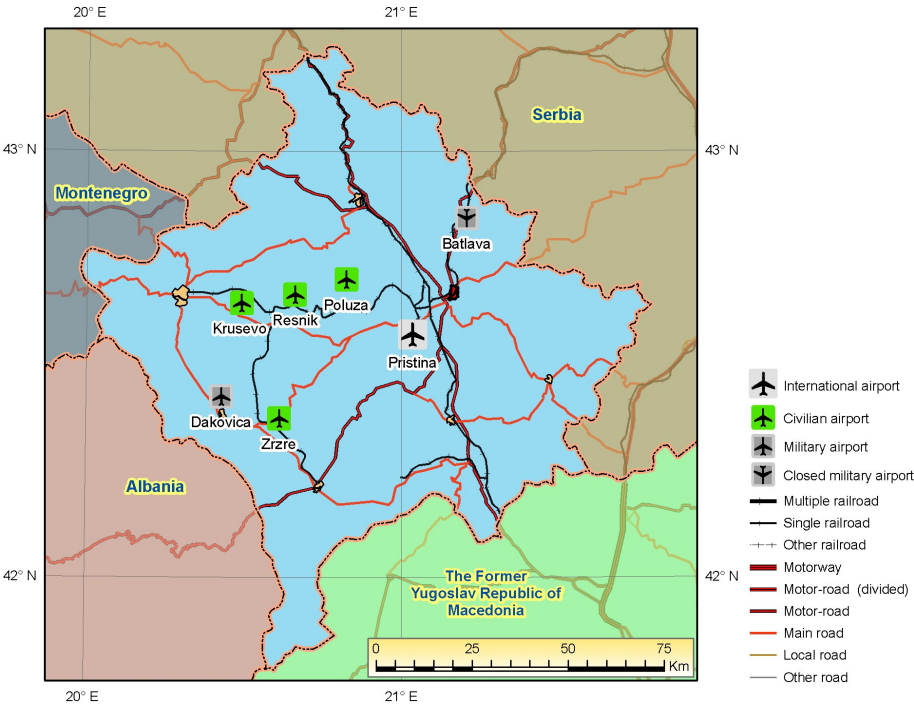 20° E
21° E
43° N
43° N
Serbia
Montenegro
Batlava
Poluza
Resnik
Krusevo
Pristina
Dakovica
Zrzre
Albania
42° N
42° N
The Former
Yugoslav Republic of
Macedonia
0 25 50 75
Km
20° E
21° E
International airport
Civilian airport
Military airport
Closed military airport
Multiple railroad
Single railroad
Other railroad
Motorway
Motor-road (divided)
Motor-road
Main road
Local road
Other road